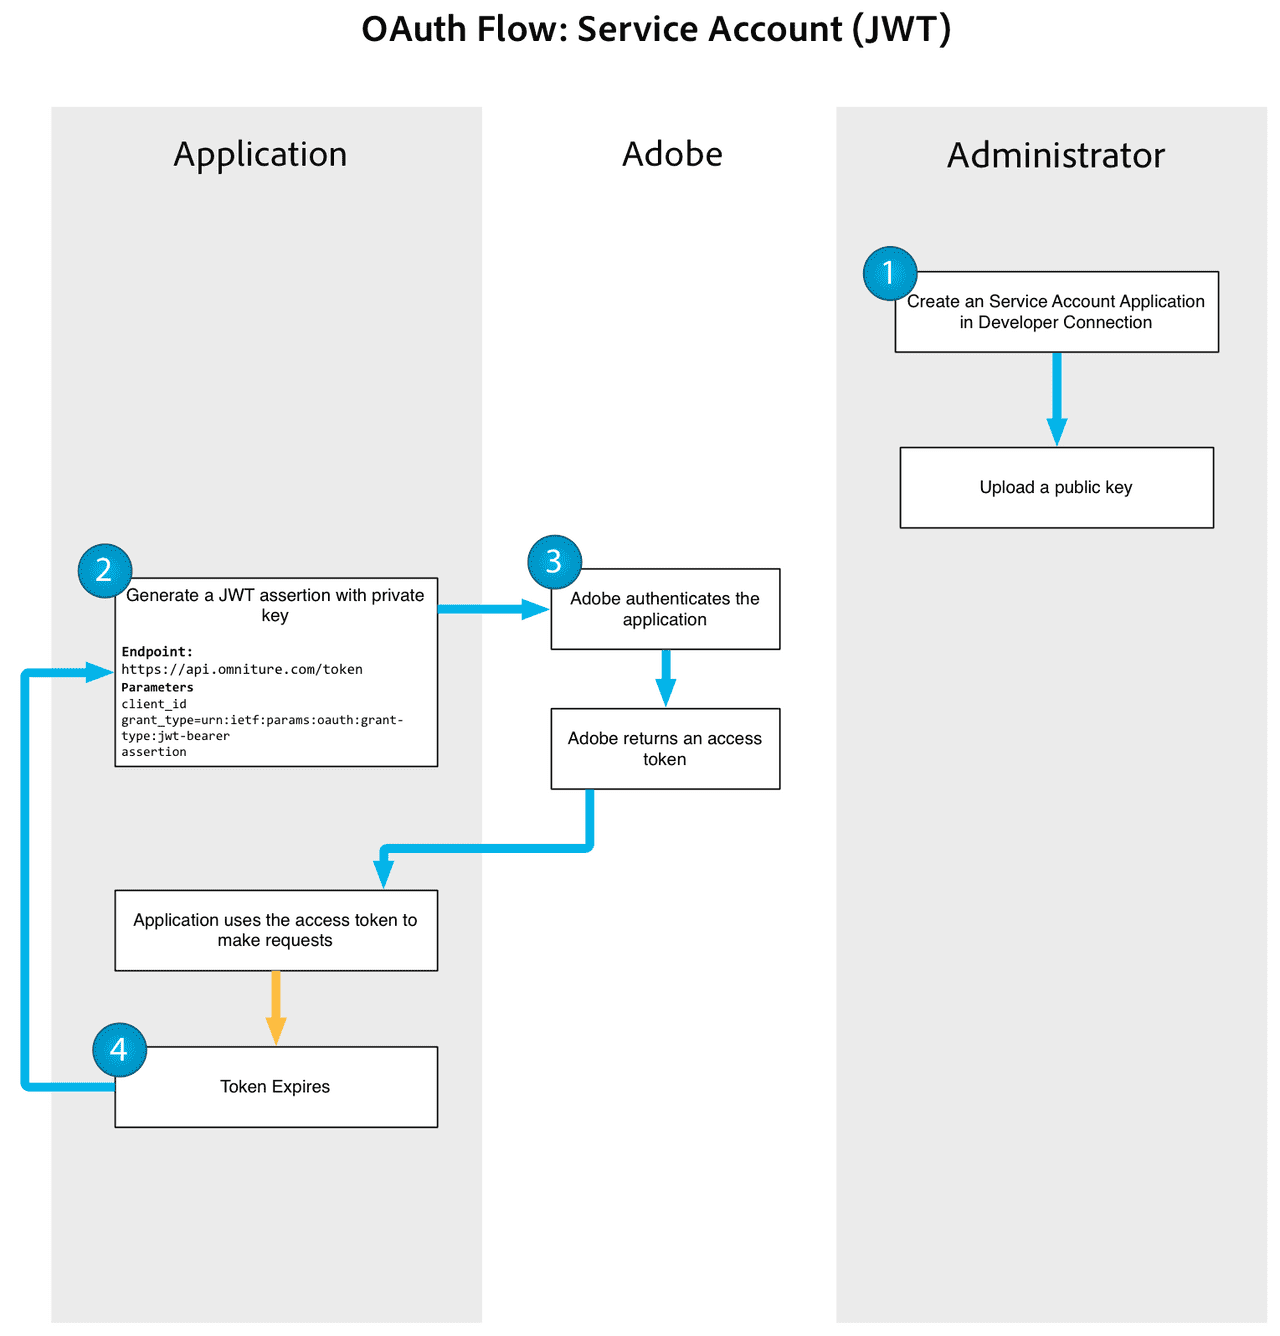 OAuth Flow: Service Account (JWT)
Application
Adobe
Administrator
1
Create an Service Account Application
in Developer Connection
Upload a public key
2
Generate a JWT assertion with private
key
Endpoint:
https://api.omniture.com/token
Parameters
client_id
grant_type=urn:ietf:params:oauth:grant-
type:jwt-bearer
assertion
3
Adobe authenticates the
application
Adobe returns an access
token
Application uses the access token to
make requests
4
Token Expires